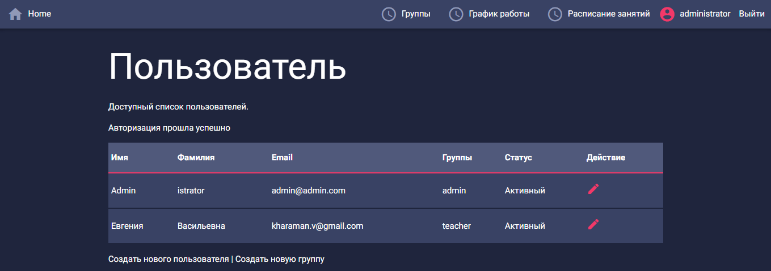 Home Группы График работы Расписание занятий administrator Выйти
Пользователь
Доступный список пользователей.
Авторизация прошла успешно
Имя Фамилия Email Группы Статус Действие
Admin istrator admin@admin.com admin Активный
Евгения Васильевна kharaman.v@gmail.com teacher Активный
Создать нового пользователя | Создать новую группу